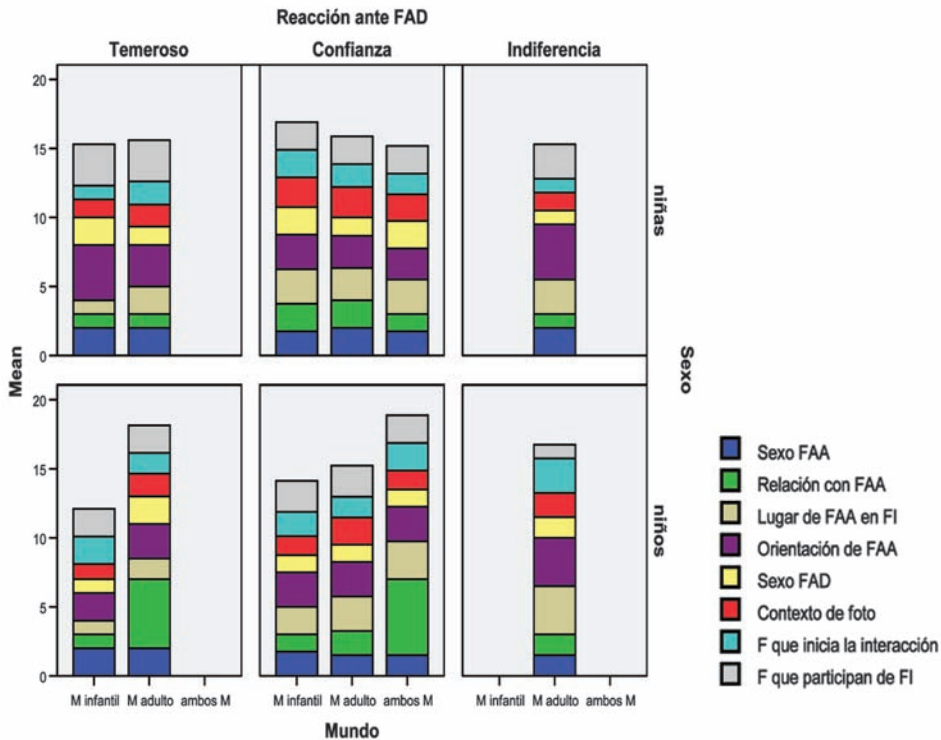 Reacción ante FAD
Temeroso Confianza Indiferencia
20
15
10
5
0
niñas
Mean
Sexo
20
15
10
5
0
niños
M infantil M adulto ambos M M infantil M adulto ambos M M infantil M adulto ambos M
Mundo
Sexo FAA
Relación con FAA
Lugar de FAA en FI
Orientación de FAA
Sexo FAD
Contexto de foto
F que inicia la interacción
F que participan de FI